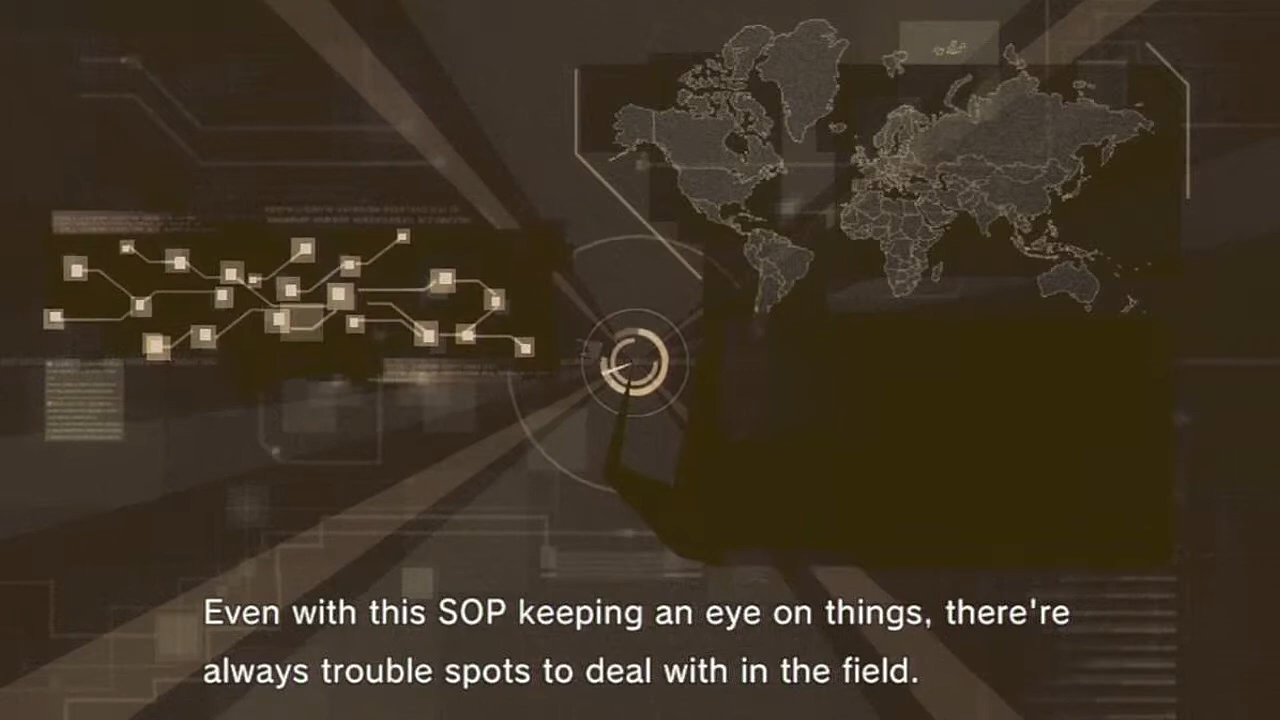 Even with this SOP keeping an eye on things, there're
always trouble spots to deal with in the field.